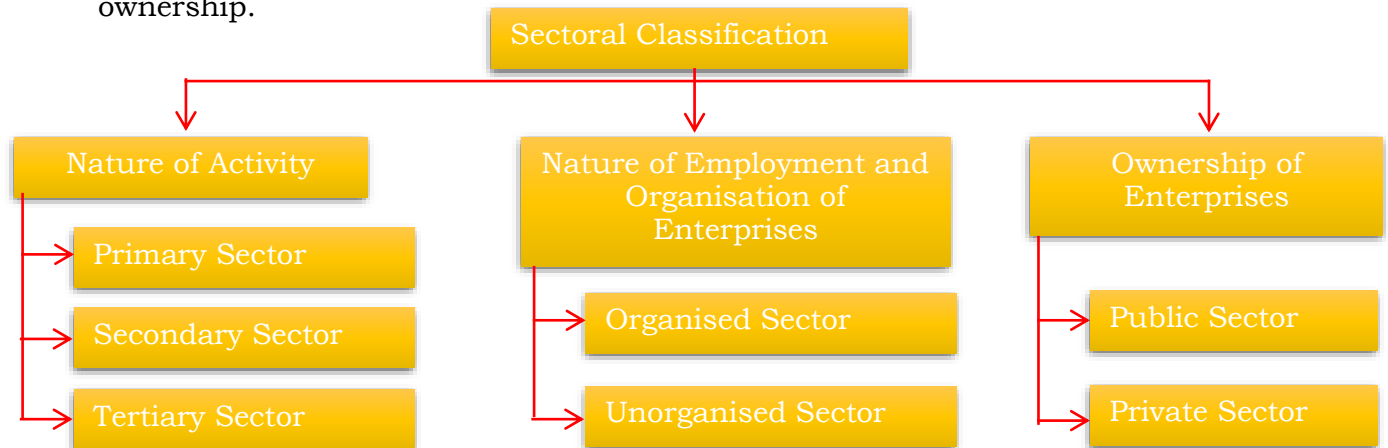 ownership.
Sectoral Classification
Nature of Activity
Primary Sector
Secondary Sector
Tertiary Sector
Nature of Employment and
Organisation of
Enterprises
Organised Sector
Unorganised Sector
Ownership of
Enterprises
Public Sector
Private Sector